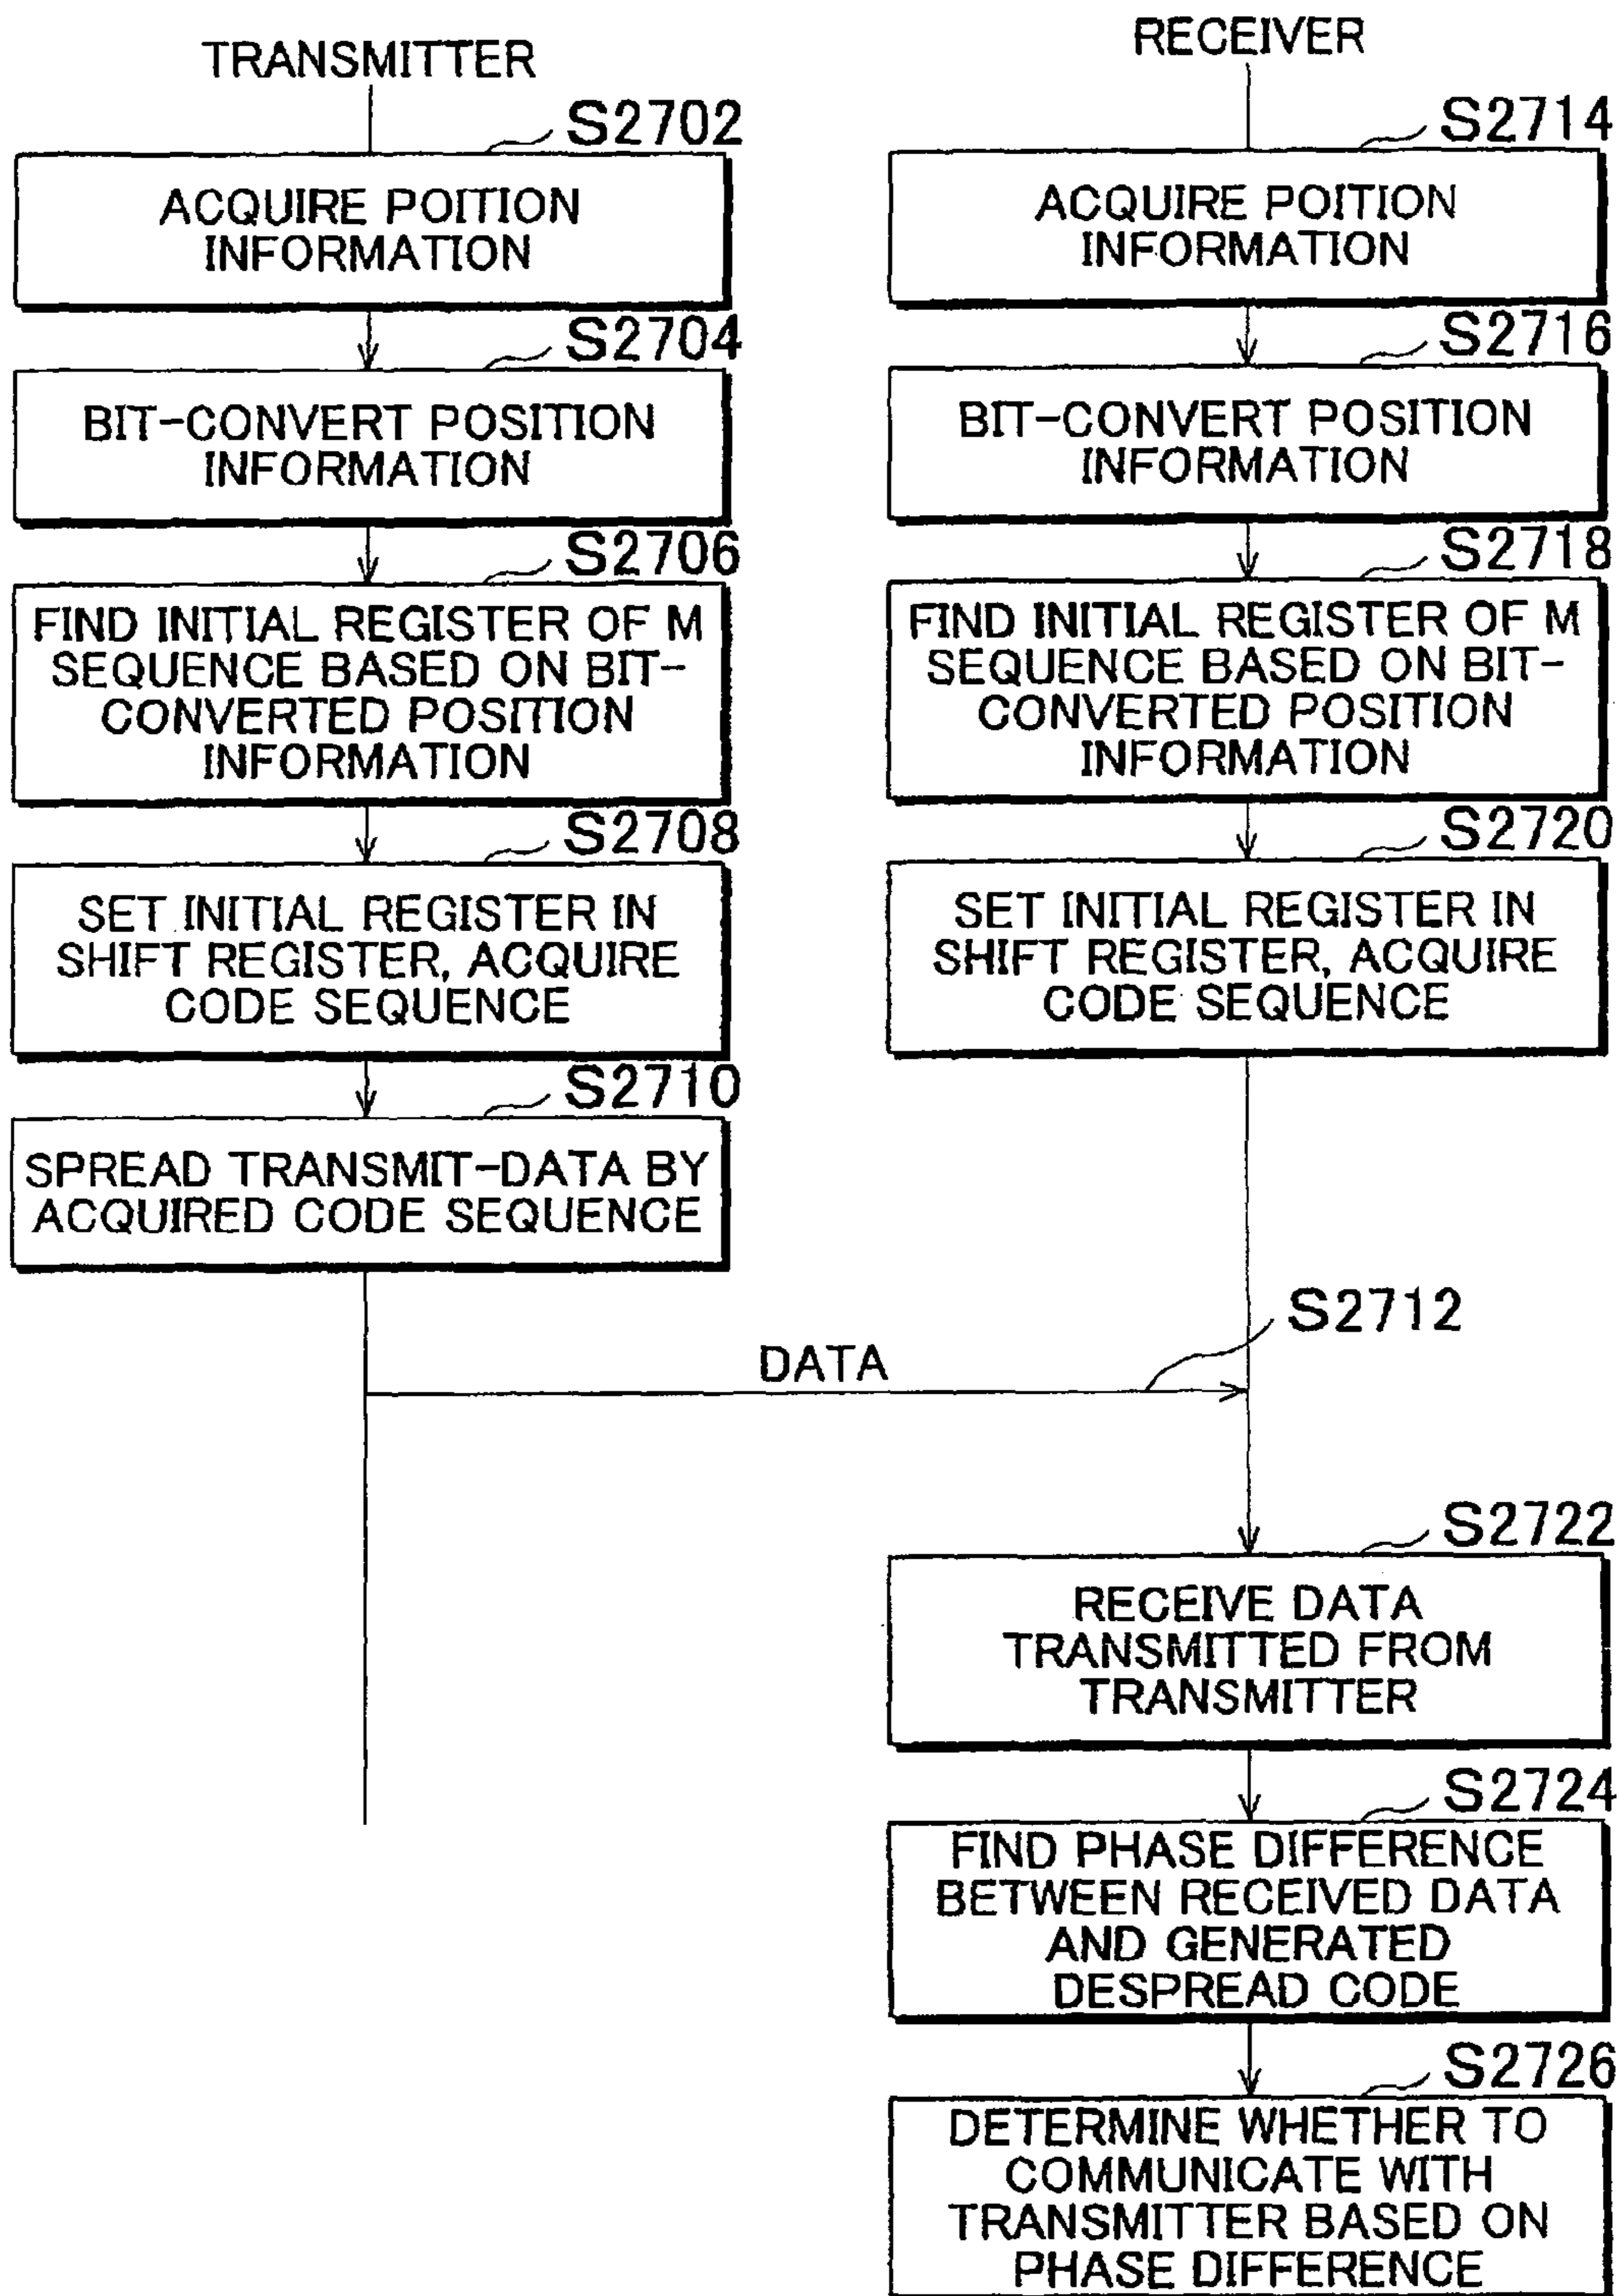 TRANSMITTER
S2702
ACQUIRE POITION
INFORMATION
S2704
BIT-CONVERT POSITION
INFORMATION
S2706
FIND INITIAL REGISTER OF M
SEQUENCE BASED ON BIT-
CONVERTED POSITION
INFORMATION
S2708
SET INITIAL REGISTER IN
SHIFT REGISTER, ACQUIRE
CODE SEQUENCE
S2710
SPREAD TRANSMIT-DATA BY
ACQUIRED CODE SEQUENCE
RECEIVER
S2714
ACQUIRE POITION
INFORMATION
S2716
BIT-CONVERT POSITION
INFORMATION
S2718
FIND INITIAL REGISTER OF M
SEQUENCE BASED ON BIT-
CONVERTED POSITION
INFORMATION
S2720
SET INITIAL REGISTER IN
SHIFT REGISTER, ACQUIRE
CODE SEQUENCE
S2712
DATA
S2722
RECEIVE DATA
TRANSMITTED FROM
TRANSMITTER
S2724
FIND PHASE DIFFERENCE
BETWEEN RECEIVED DATA
AND GENERATED
DESPREAD CODE
S2726
DETERMINE WHETHER TO
COMMUNICATE WITH
TRANSMITTER BASED ON
PHASE DIFFERENCE